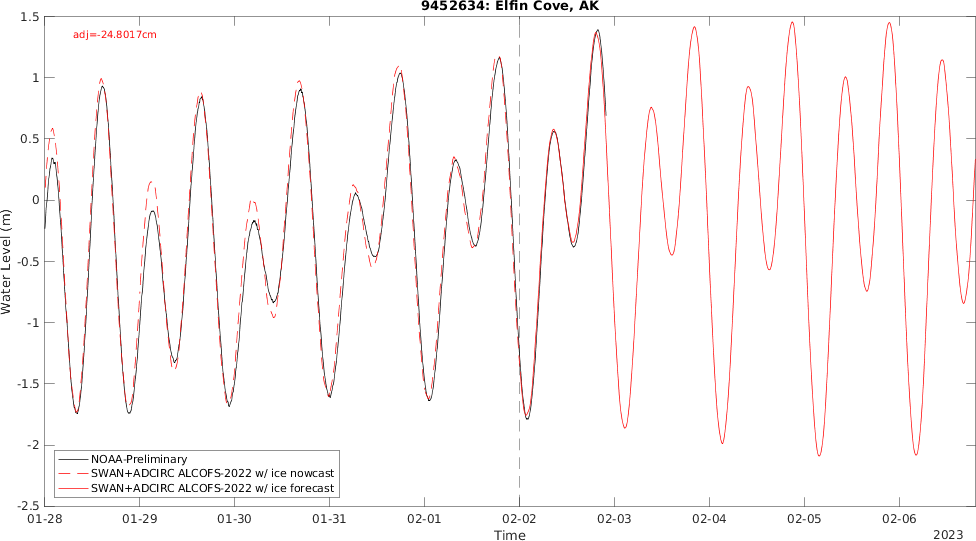 9452634: Elfin Cove, AK
adj=-24.8017cm
1.5
1
0.5
0
-0.5
-1
-1.5
-2
-2.5
Water Level (m)
NOAA-Preliminary
SWAN+ADCIRC ALCOFS-2022 w/ ice nowcast
SWAN+ADCIRC ALCOFS-2022 w/ ice forecast
01-28 01-29 01-30 01-31 02-01 02-02 02-03 02-04 02-05 02-06
Time
2023